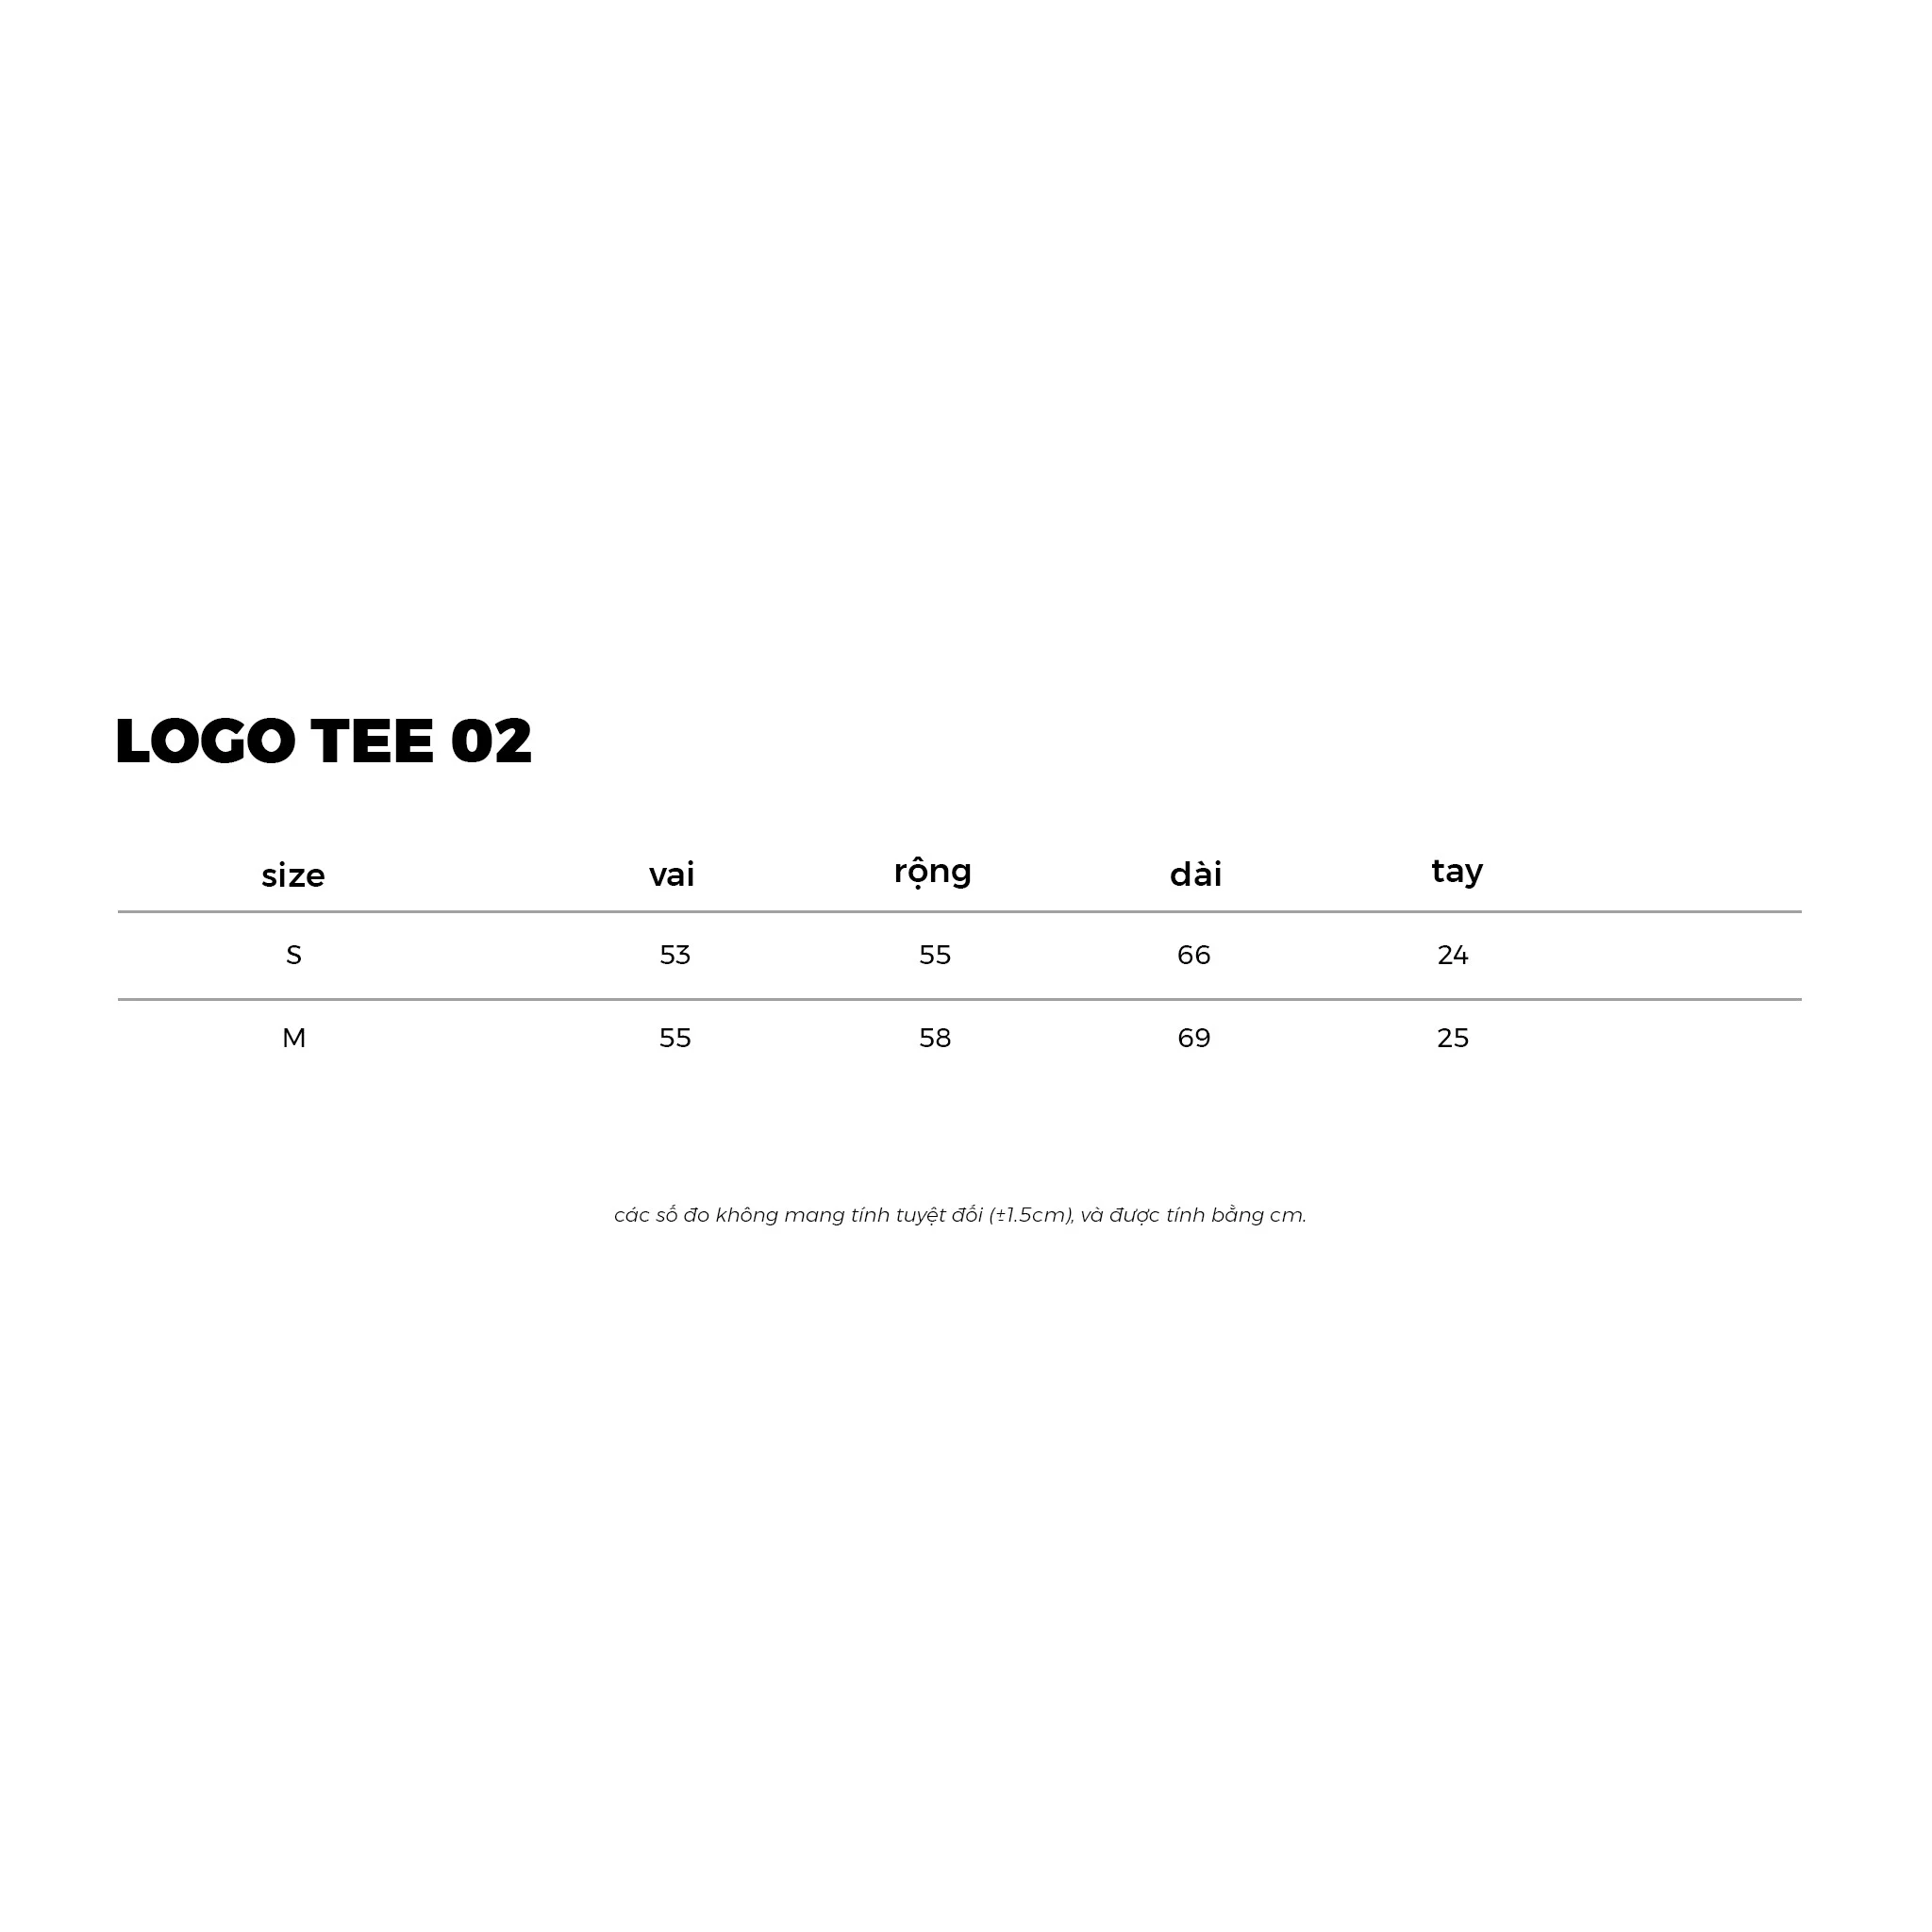 LOGO TEE 02
size vai rộng dài tay
S 53 55 66 24
M 55 58 69 25
các số đo không mang tính tuyệt đối (±1.5cm), và được tính bằng cm.